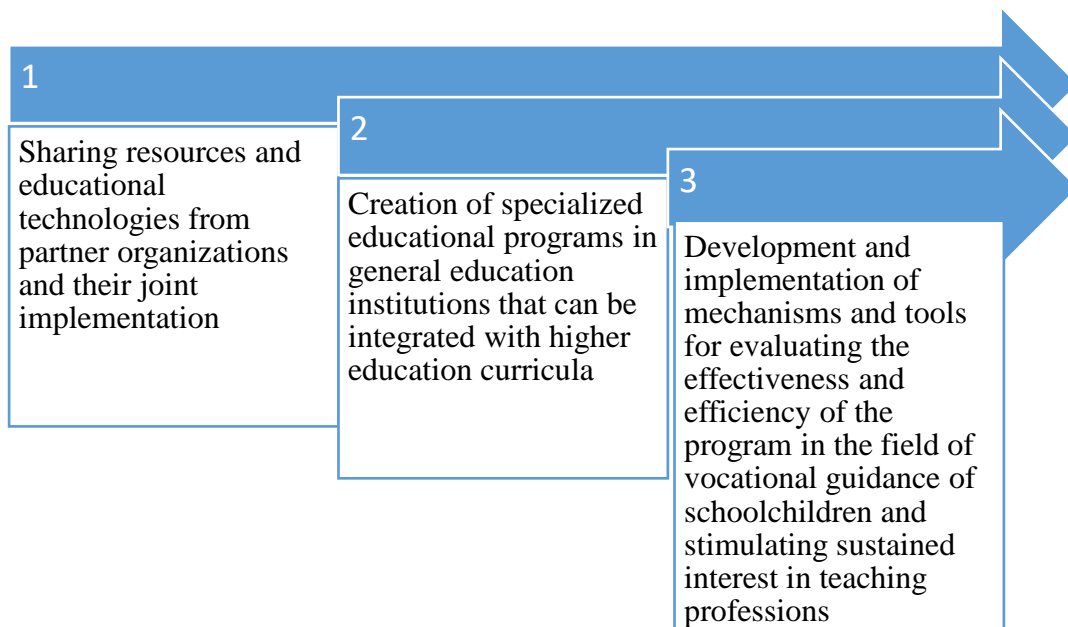 1
Sharing resources and
educational
technologies from
partner organizations
and their joint
implementation
2
Creation of specialized
educational programs in
general education
institutions that can be
integrated with higher
education curricula
3
Development and
implementation of
mechanisms and tools
for evaluating the
effectiveness and
efficiency of the
program in the field of
vocational guidance of
schoolchildren and
stimulating sustained
interest in teaching
professions